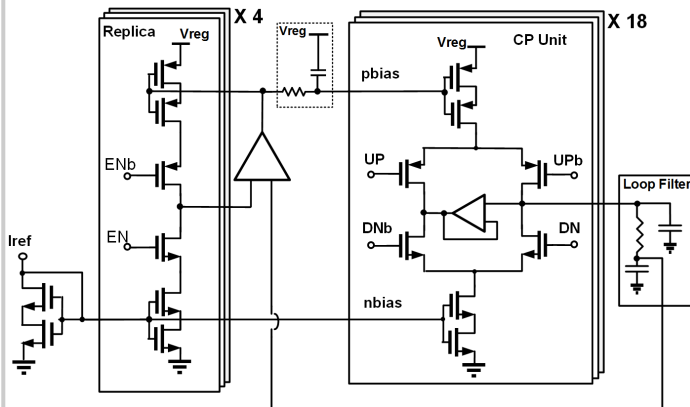 X 4
X 18
Replica
Vreg
Vreg
Vreg
CP Unit
pbias
ENb
UP
UPb
Loop Filter
EN
DNb
DN
Iref
nbias